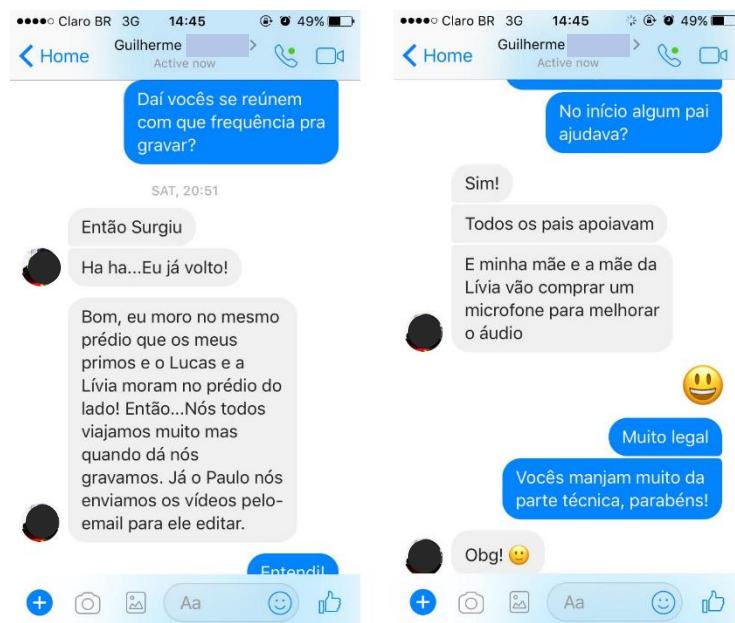 Claro BR 3G 14:45 49%
Home
Guilherme
Active now
Daí vocês se reúnem
com que frequência pra
gravar?
SAT, 20:51
Então Surgiu
Ha ha...Eu já volto!
Bom, eu moro no mesmo
prédio que os meus
primos e o Lucas e a
Lívia moram no prédio do
lado! Então...Nós todos
viajamos muito mas
quando dá nós
gravamos. Já o Paulo nós
enviamos os vídeos pelo-
email para ele editar.
Entendi!
Aa
Claro BR 3G 14:45 49%
Home
Guilherme
Active now
No início algum pai
ajudava?
Sim!
Todos os pais apoiavam
E minha mãe e a mãe da
Lívia vão comprar um
microfone para melhorar
o áudio
😃
Muito legal
Vocês manjam muito da
parte técnica, parabéns!
Obg! 🙂
Aa